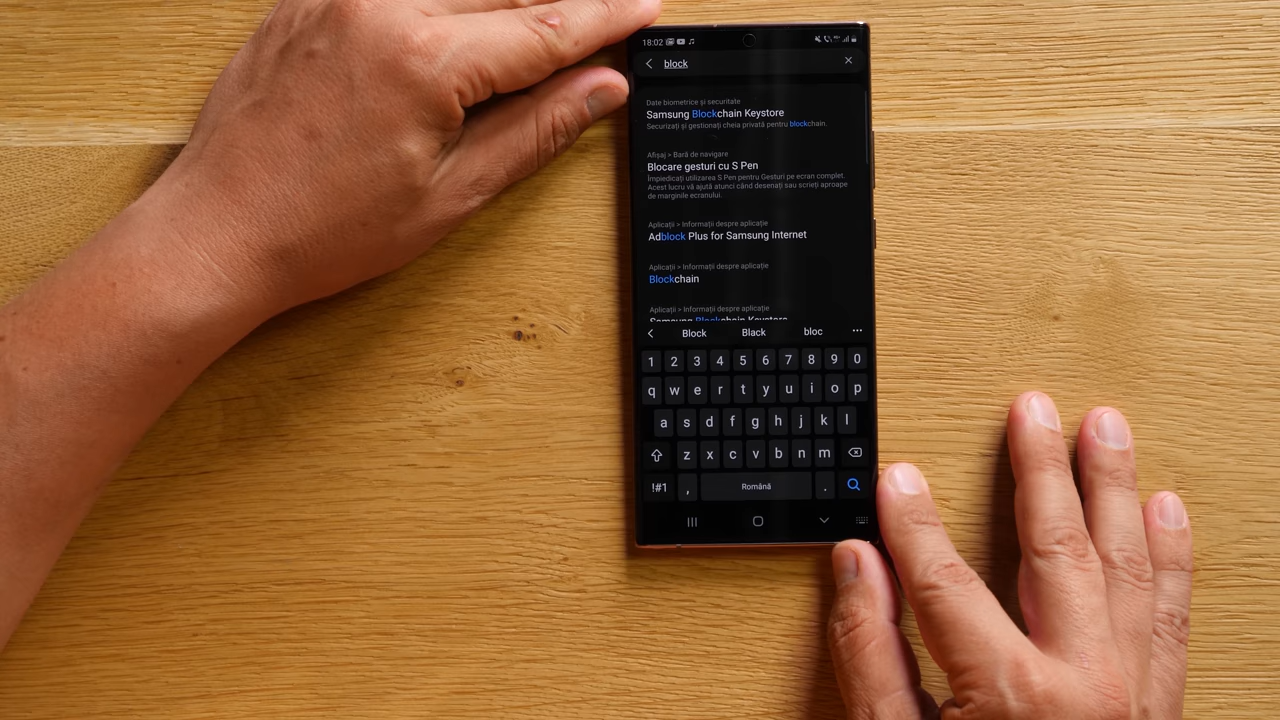 18:02
block
Date biometrice și securitate
Samsung Blockchain Keystore
Securizați și gestionați cheia privată pentru blockchain.
Afișaj > Bară de navigare
Blocare gesturi cu S Pen
Împiedicați utilizarea S Pen pentru Gesturi pe ecran complet.
Acest lucru vă ajută atunci când desenați sau scrieți aproape
de marginile ecranului.
Aplicații > Informații despre aplicație
Adblock Plus for Samsung Internet
Aplicații > Informații despre aplicație
Blockchain
Aplicații > Informații despre aplicație
Samsung Blockchain Keystore
Block Black bloc ...
1 2 3 4 5 6 7 8 9 0
q w e r t y u i o p
a s d f g h j k l
z x c v b n m
!#1 , Română .